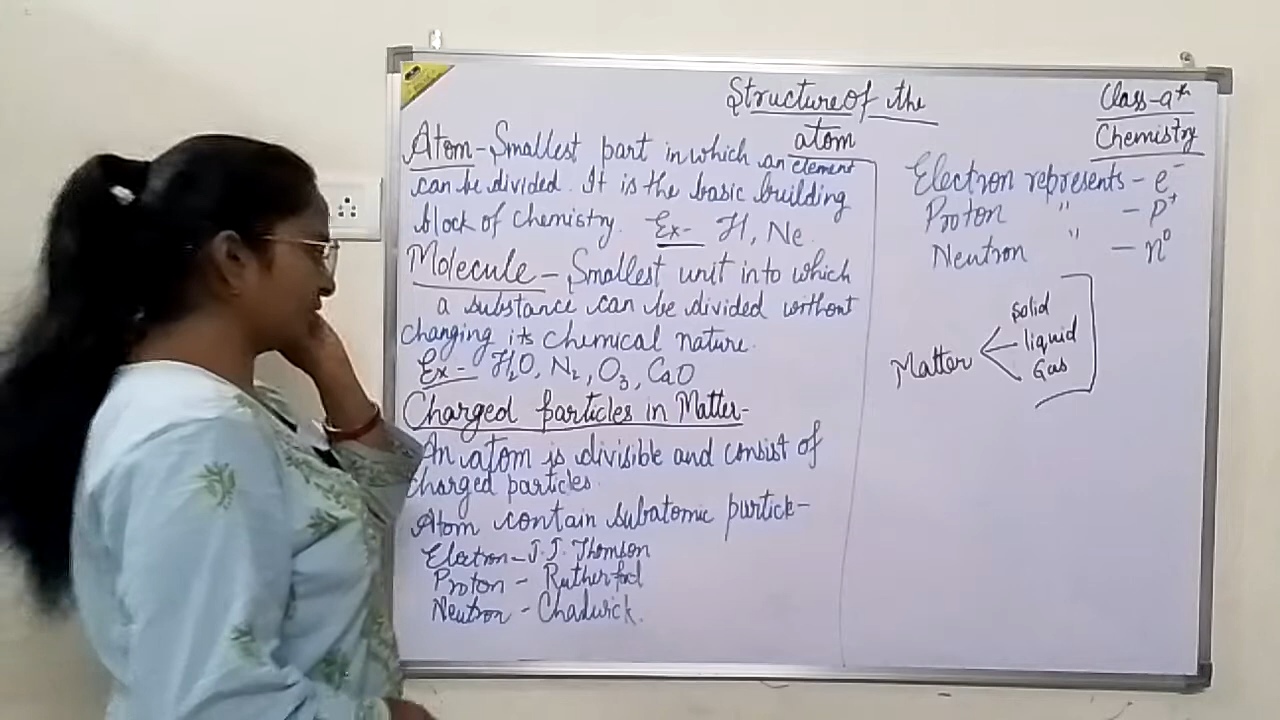 Structure of the
atom
Class-9th
Chemistry
Atom - Smallest part in which an element
can be divided. It is the basic building
block of Chemistry. Ex- H, Ne.
Molecule - Smallest unit into which
a substance can be divided without
changing its chemical nature.
Ex- H₂O, N₂, O₃, CaO
Charged particles in Matter-
An atom is divisible and consist of
charged particles.
Atom contain subatomic partick-
Electron - J.J. Thomson
Proton - Rutherford
Neutron - Chadwick.
Electron represents - e⁻
Proton " - p⁺
Neutron " - n⁰
Matter
Solid
liquid
Gas